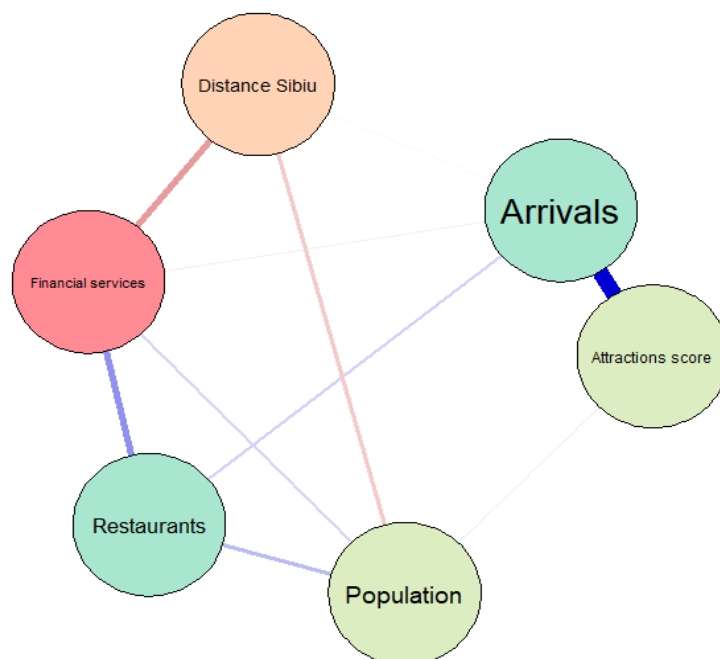 Distance Sibiu
Arrivals
Financial services
Attractions score
Restaurants
Population